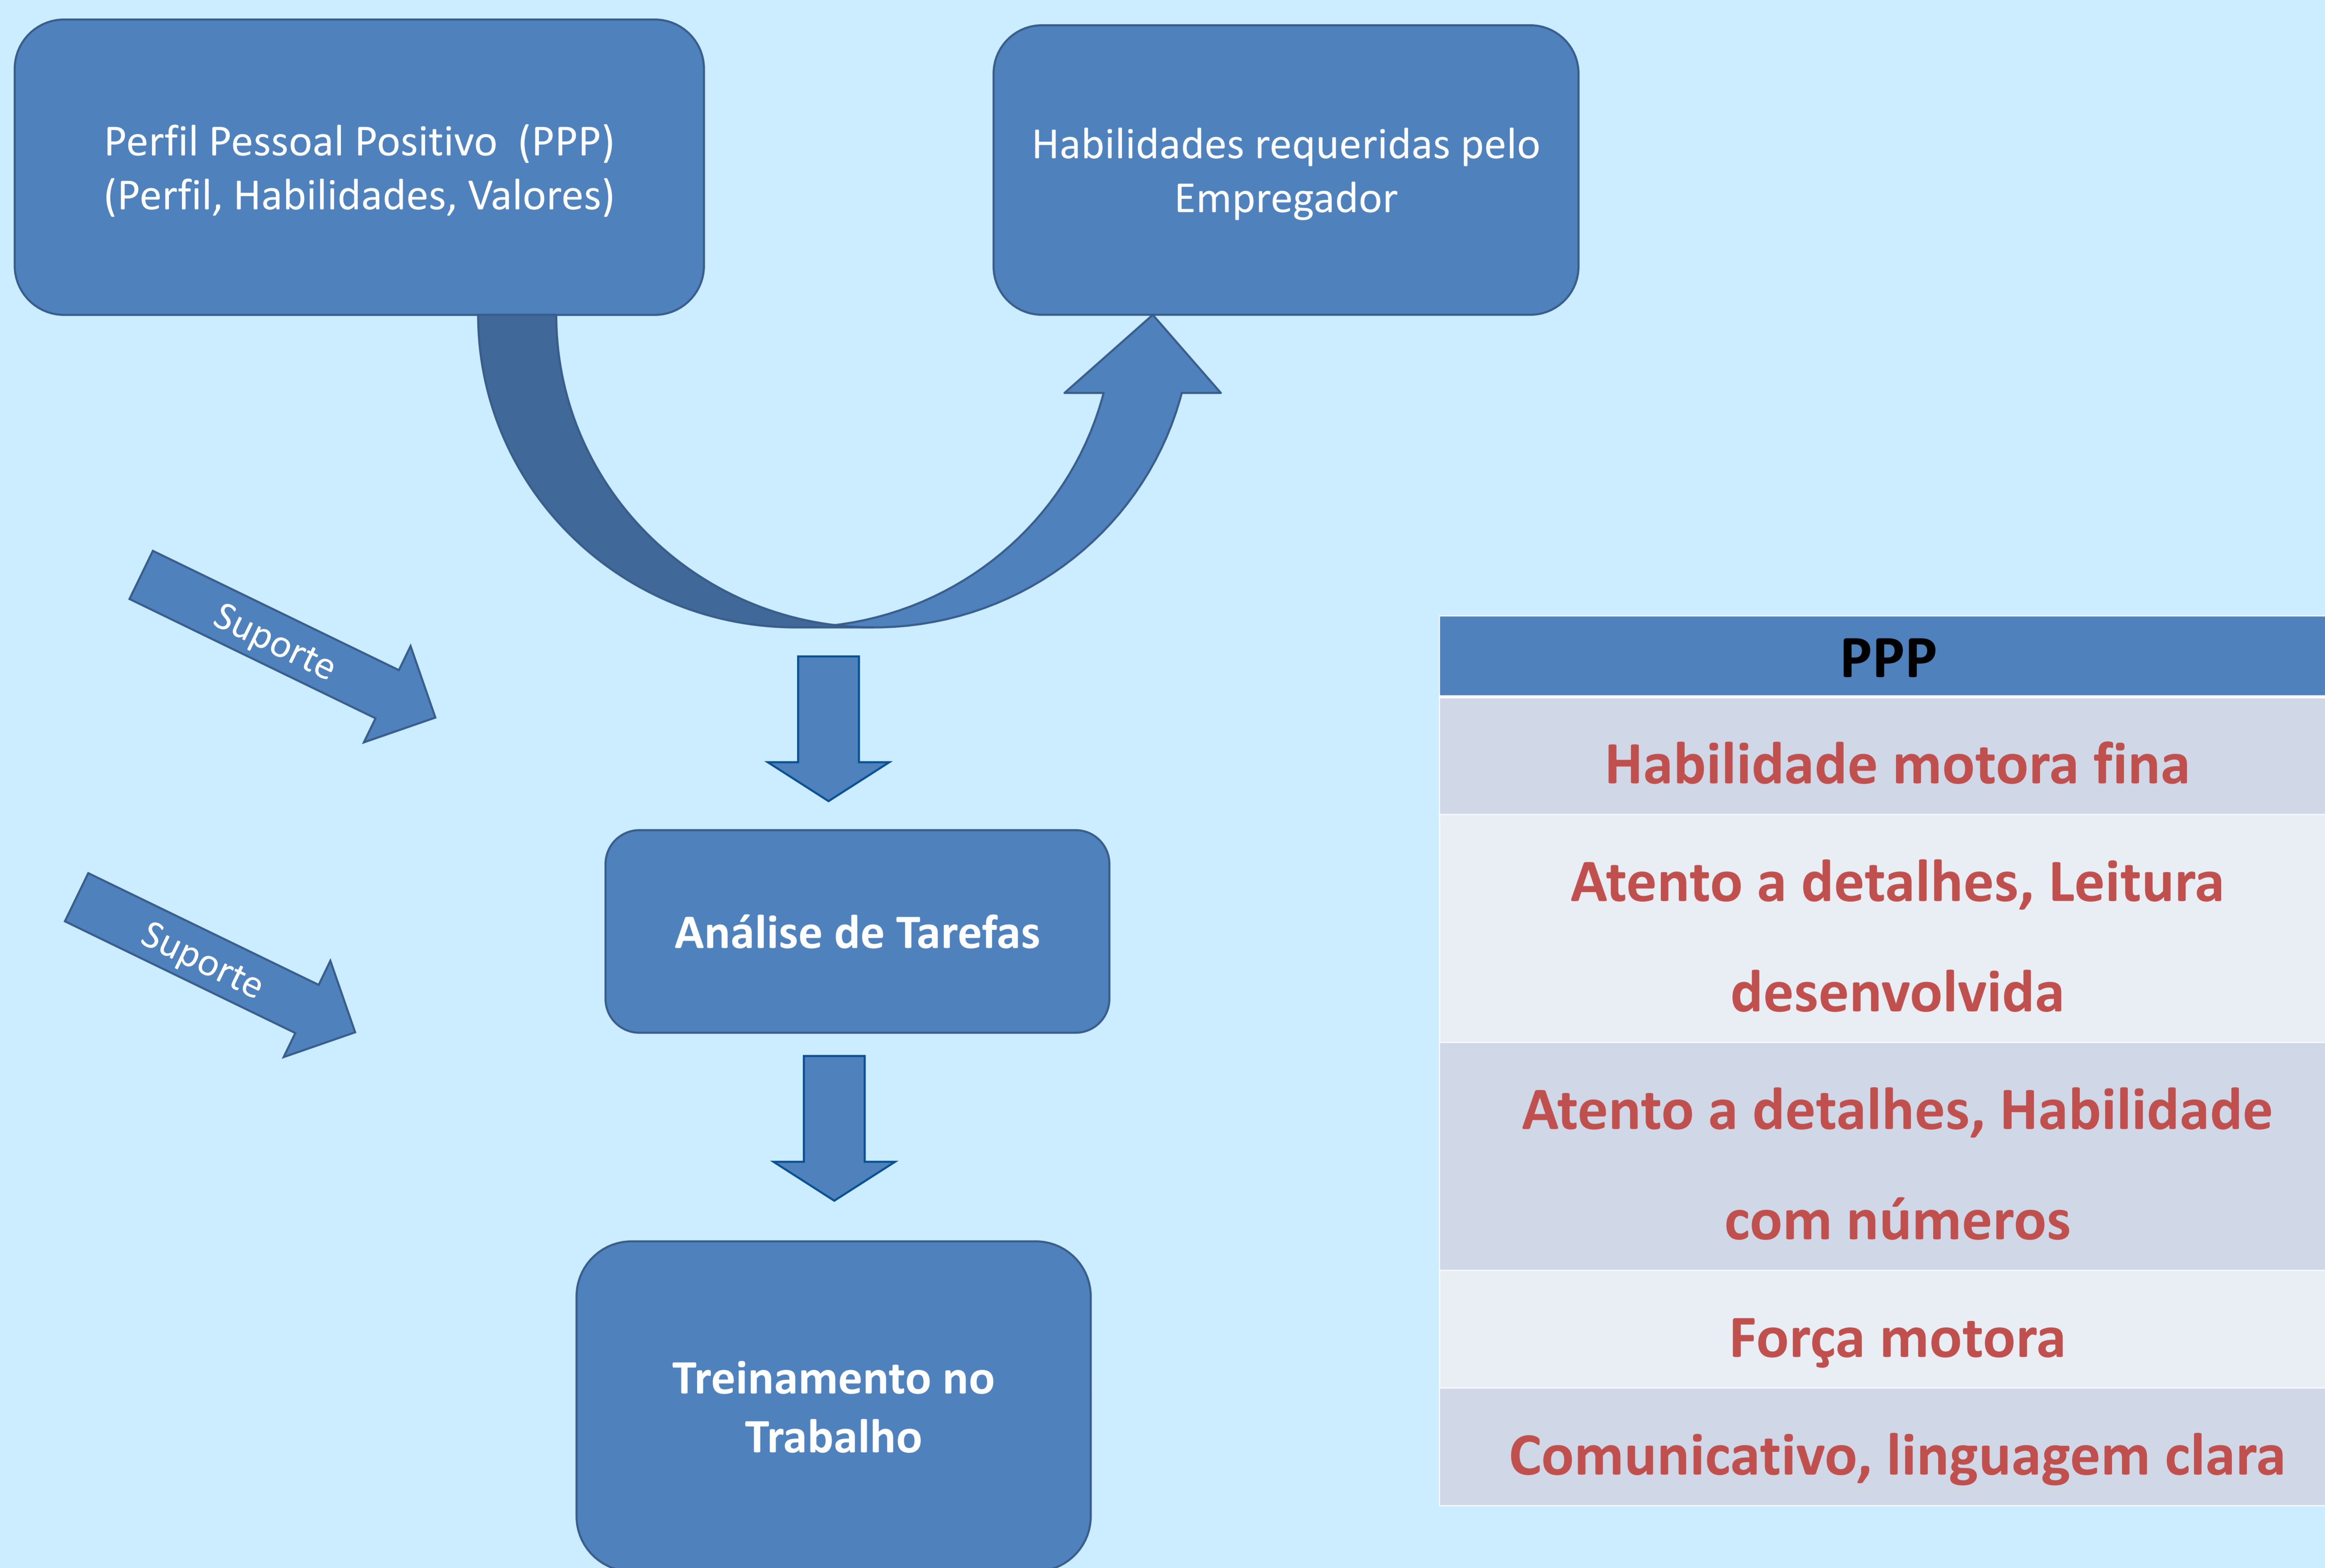 Perfil Pessoal Positivo (PPP)
(Perfil, Habilidades, Valores)
Habilidades requeridas pelo
Empregador
Suporte
Suporte
Análise de Tarefas
Treinamento no
Trabalho
PPP
Habilidade motora fina
Atento a detalhes, Leitura
desenvolvida
Atento a detalhes, Habilidade
com números
Força motora
Comunicativo, linguagem clara